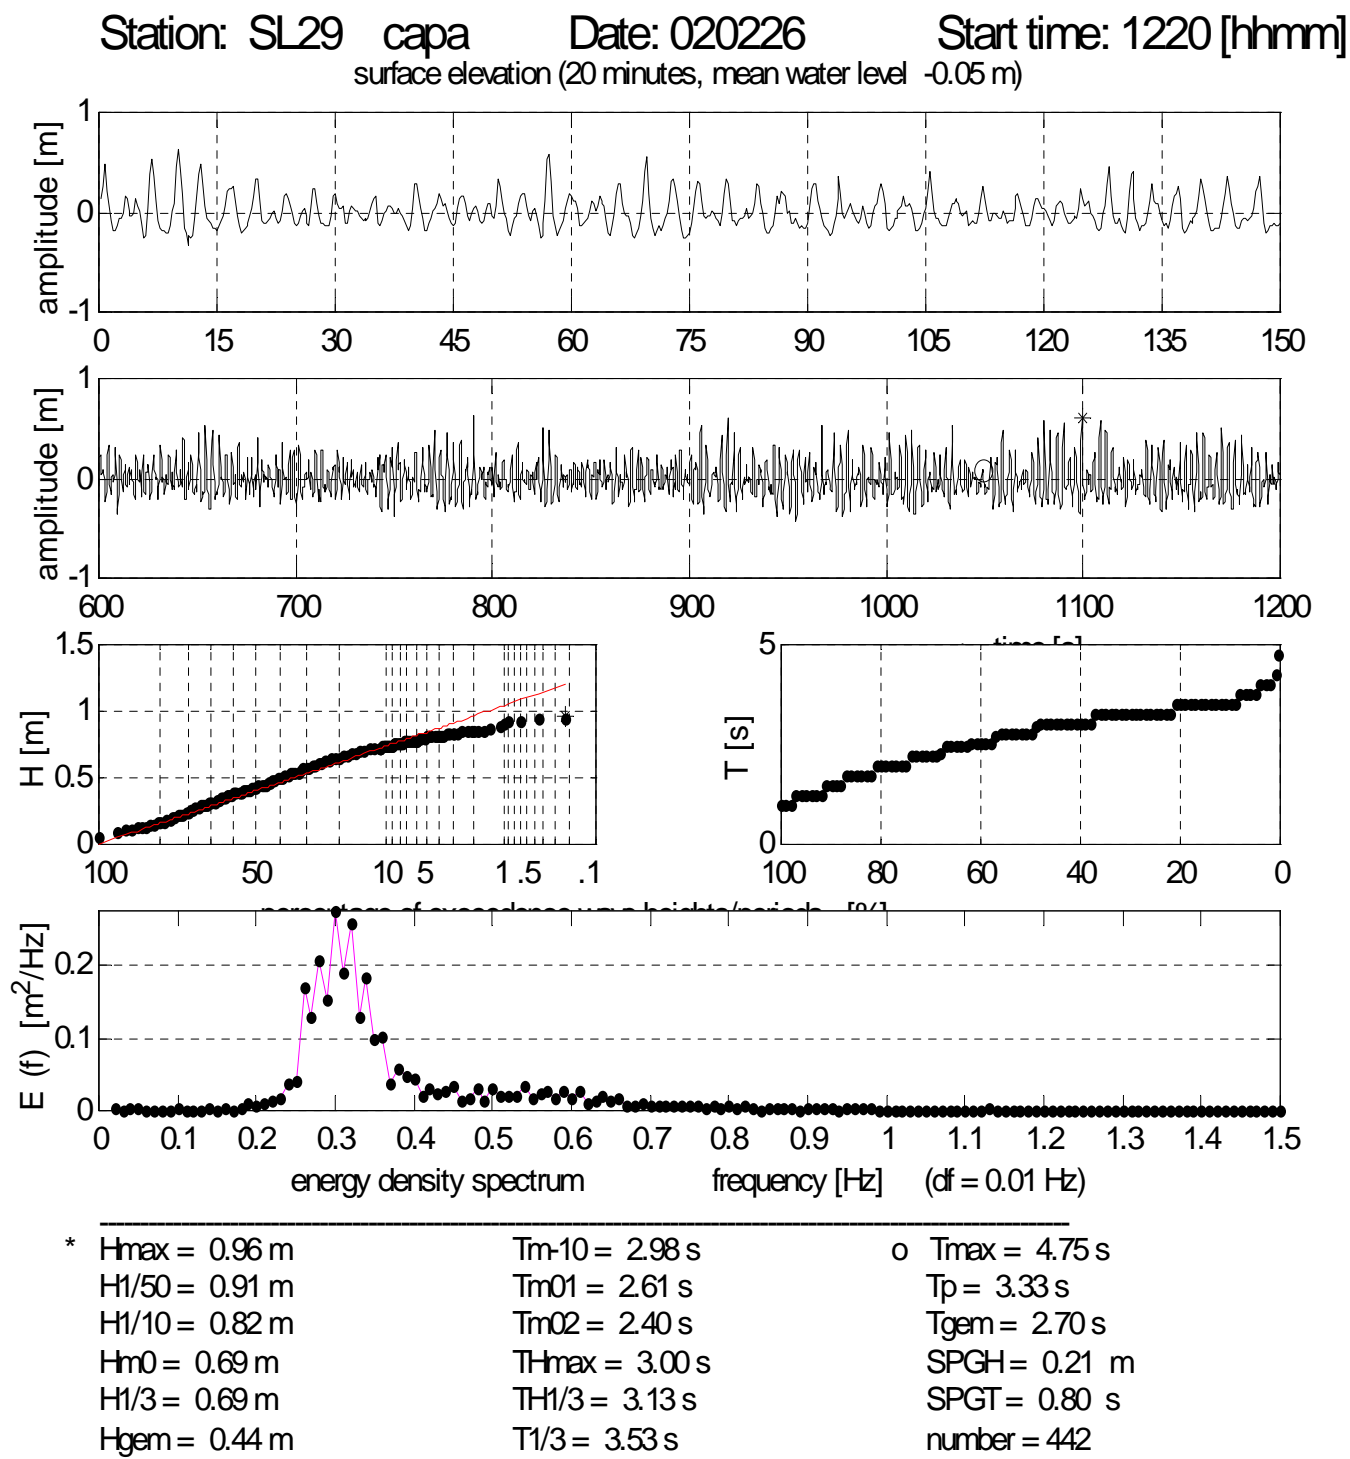 Station: SL29 capa Date: 020226 Start time: 1220 [hhmm]
surface elevation (20 minutes, mean water level -0.05 m)
amplitude [m]
1
0
-1
0 15 30 45 60 75 90 105 120 135 150
amplitude [m]
1
0
-1
600 700 800 900 1000 1100 1200
time [s]
H [m]
1.5
1
0.5
0
100 50 10 5 1 .5 .1
T [s]
5
0
100 80 60 40 20 0
percentage of exceedance wave heights/periods [%]
E (f) [m2/Hz]
0.2
0.1
0
0 0.1 0.2 0.3 0.4 0.5 0.6 0.7 0.8 0.9 1 1.1 1.2 1.3 1.4 1.5
energy density spectrum frequency [Hz] (df = 0.01 Hz)
* Hmax = 0.96 m Tm-10 = 2.98 s o Tmax = 4.75 s
H1/50 = 0.91 m Tm01 = 2.61 s Tp = 3.33 s
H1/10 = 0.82 m Tm02 = 2.40 s Tgem = 2.70 s
Hm0 = 0.69 m THmax = 3.00 s SPGH = 0.21 m
H1/3 = 0.69 m TH1/3 = 3.13 s SPGT = 0.80 s
Hgem = 0.44 m T1/3 = 3.53 s number = 442